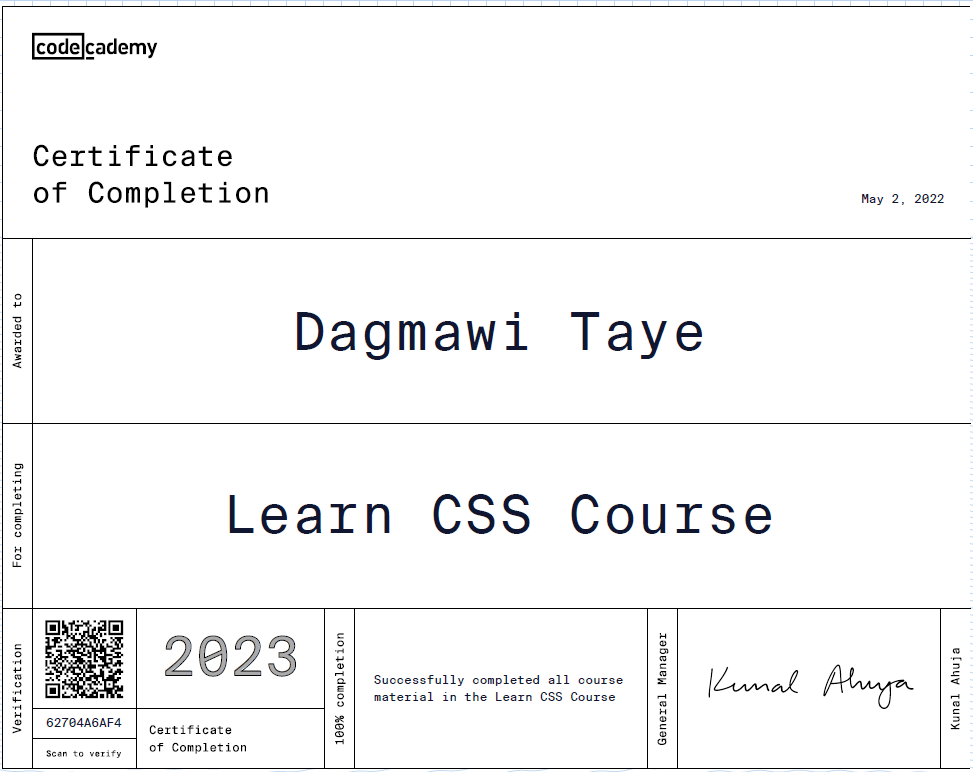 codecademy
Certificate
of Completion
May 2, 2022
Awarded to
Dagmawi Taye
For completing
Learn CSS Course
Verification
62704A6AF4
Scan to verify
2023
Certificate
of Completion
100% completion
Successfully completed all course
material in the Learn CSS Course
General Manager
Kunal Ahuja
Kunal Ahuja